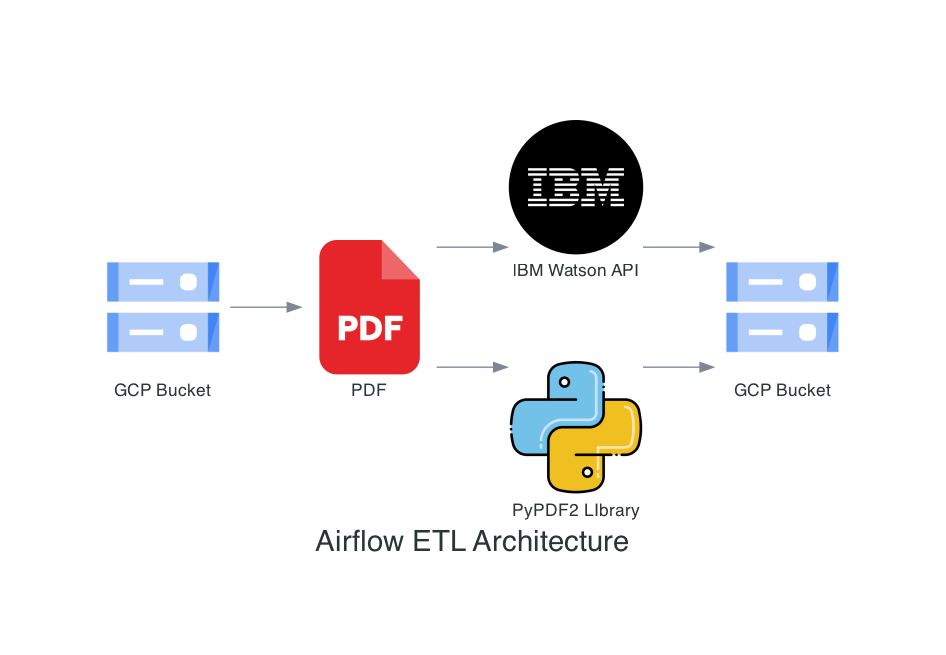 IBM
IBM Watson API
PDF
GCP Bucket
PDF
GCP Bucket
PyPDF2 LIbrary
Airflow ETL Architecture